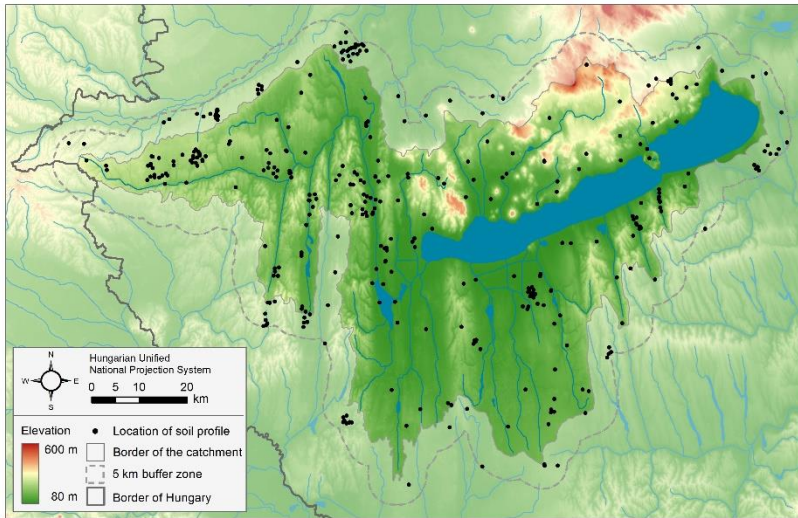 N
W E
S
Hungarian Unified
National Projection System
0 5 10 20
km
Elevation
600 m
80 m
Location of soil profile
Border of the catchment
5 km buffer zone
Border of Hungary